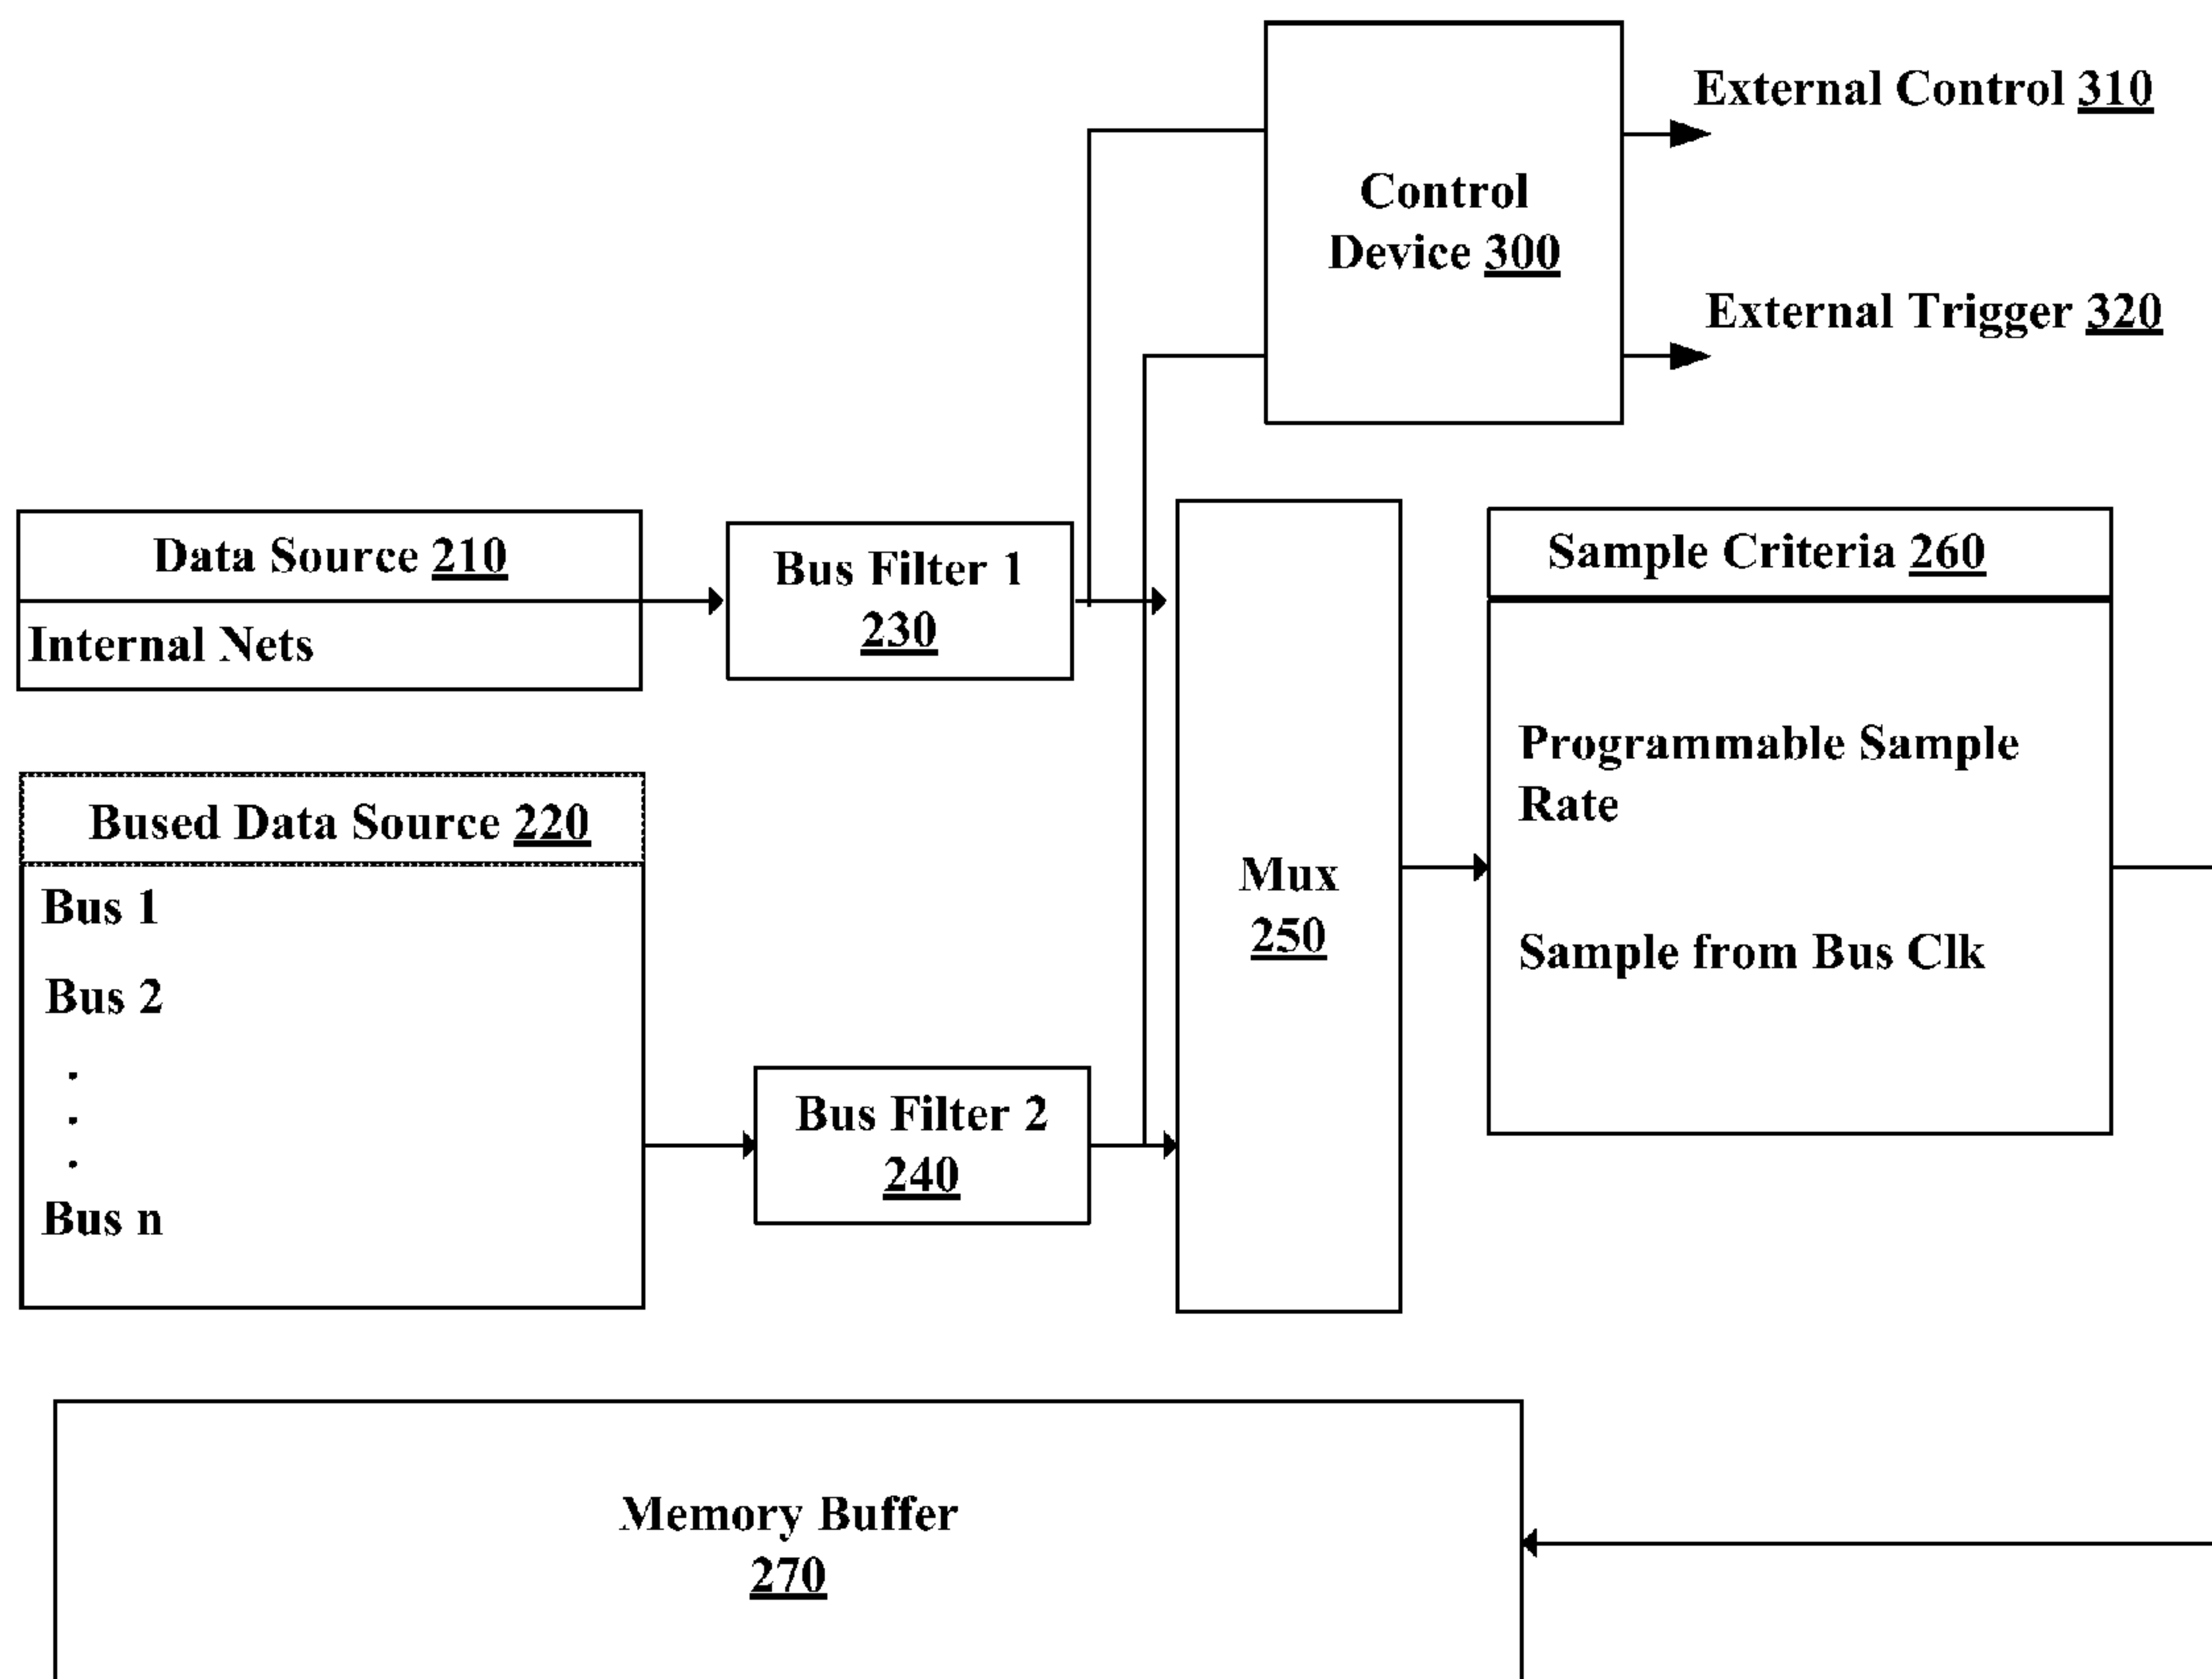 External Control 310
Control
Device 300
External Trigger 320
Data Source 210
Internal Nets
Bus Filter 1
230
Sample Criteria 260
Programmable Sample
Rate
Sample from Bus Clk
Bused Data Source 220
Bus 1
Bus 2
.
.
.
Bus n
Bus Filter 2
240
Mux
250
Memory Buffer
270